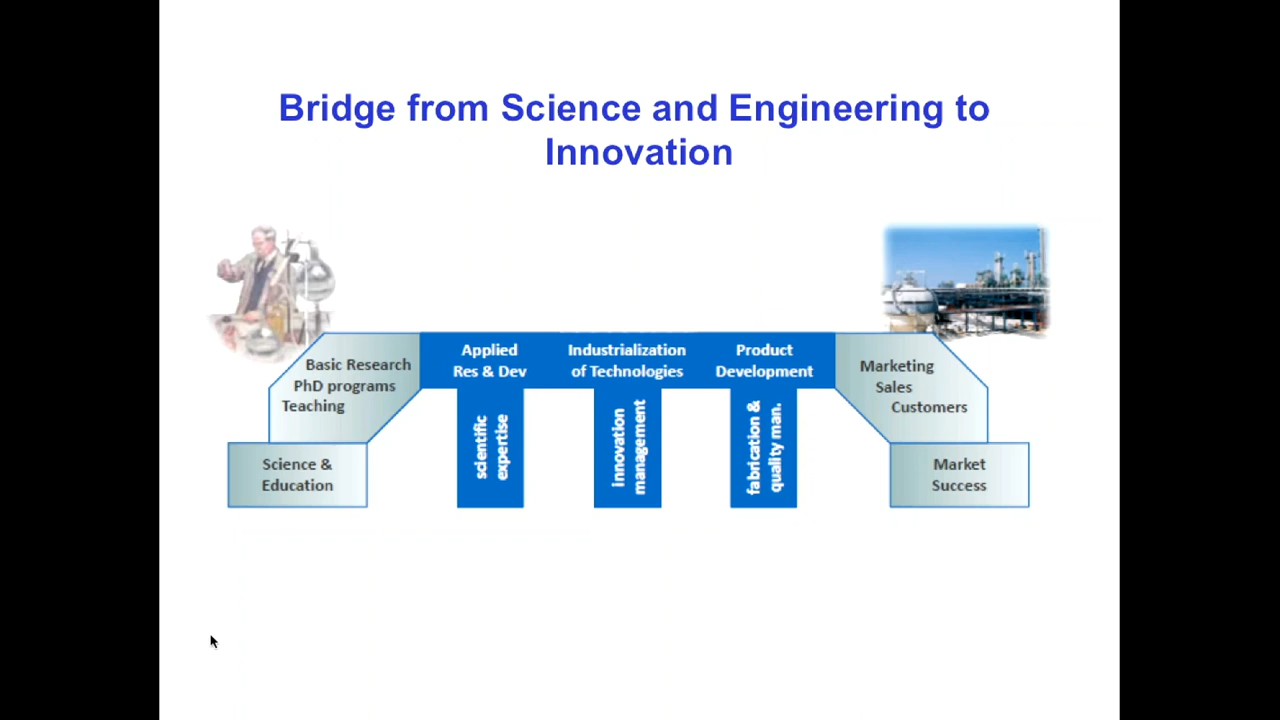 Bridge from Science and Engineering to
Innovation
Basic Research
PhD programs
Teaching
Science &
Education
Applied
Res & Dev
scientific
expertise
Industrialization
of Technologies
innovation
management
Product
Development
fabrication &
quality man.
Marketing
Sales
Customers
Market
Success